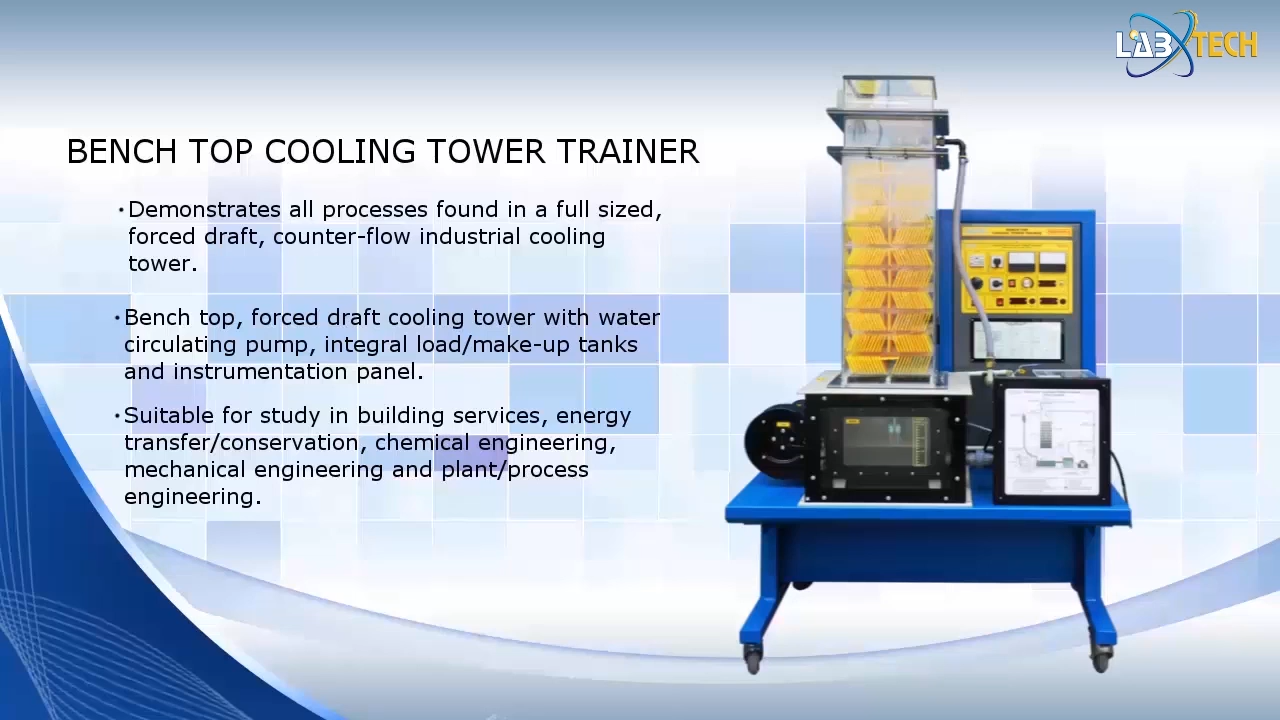 LABXTECH
BENCH TOP COOLING TOWER TRAINER
•Demonstrates all processes found in a full sized,
forced draft, counter-flow industrial cooling
tower.
•Bench top, forced draft cooling tower with water
circulating pump, integral load/make-up tanks
and instrumentation panel.
•Suitable for study in building services, energy
transfer/conservation, chemical engineering,
mechanical engineering and plant/process
engineering.